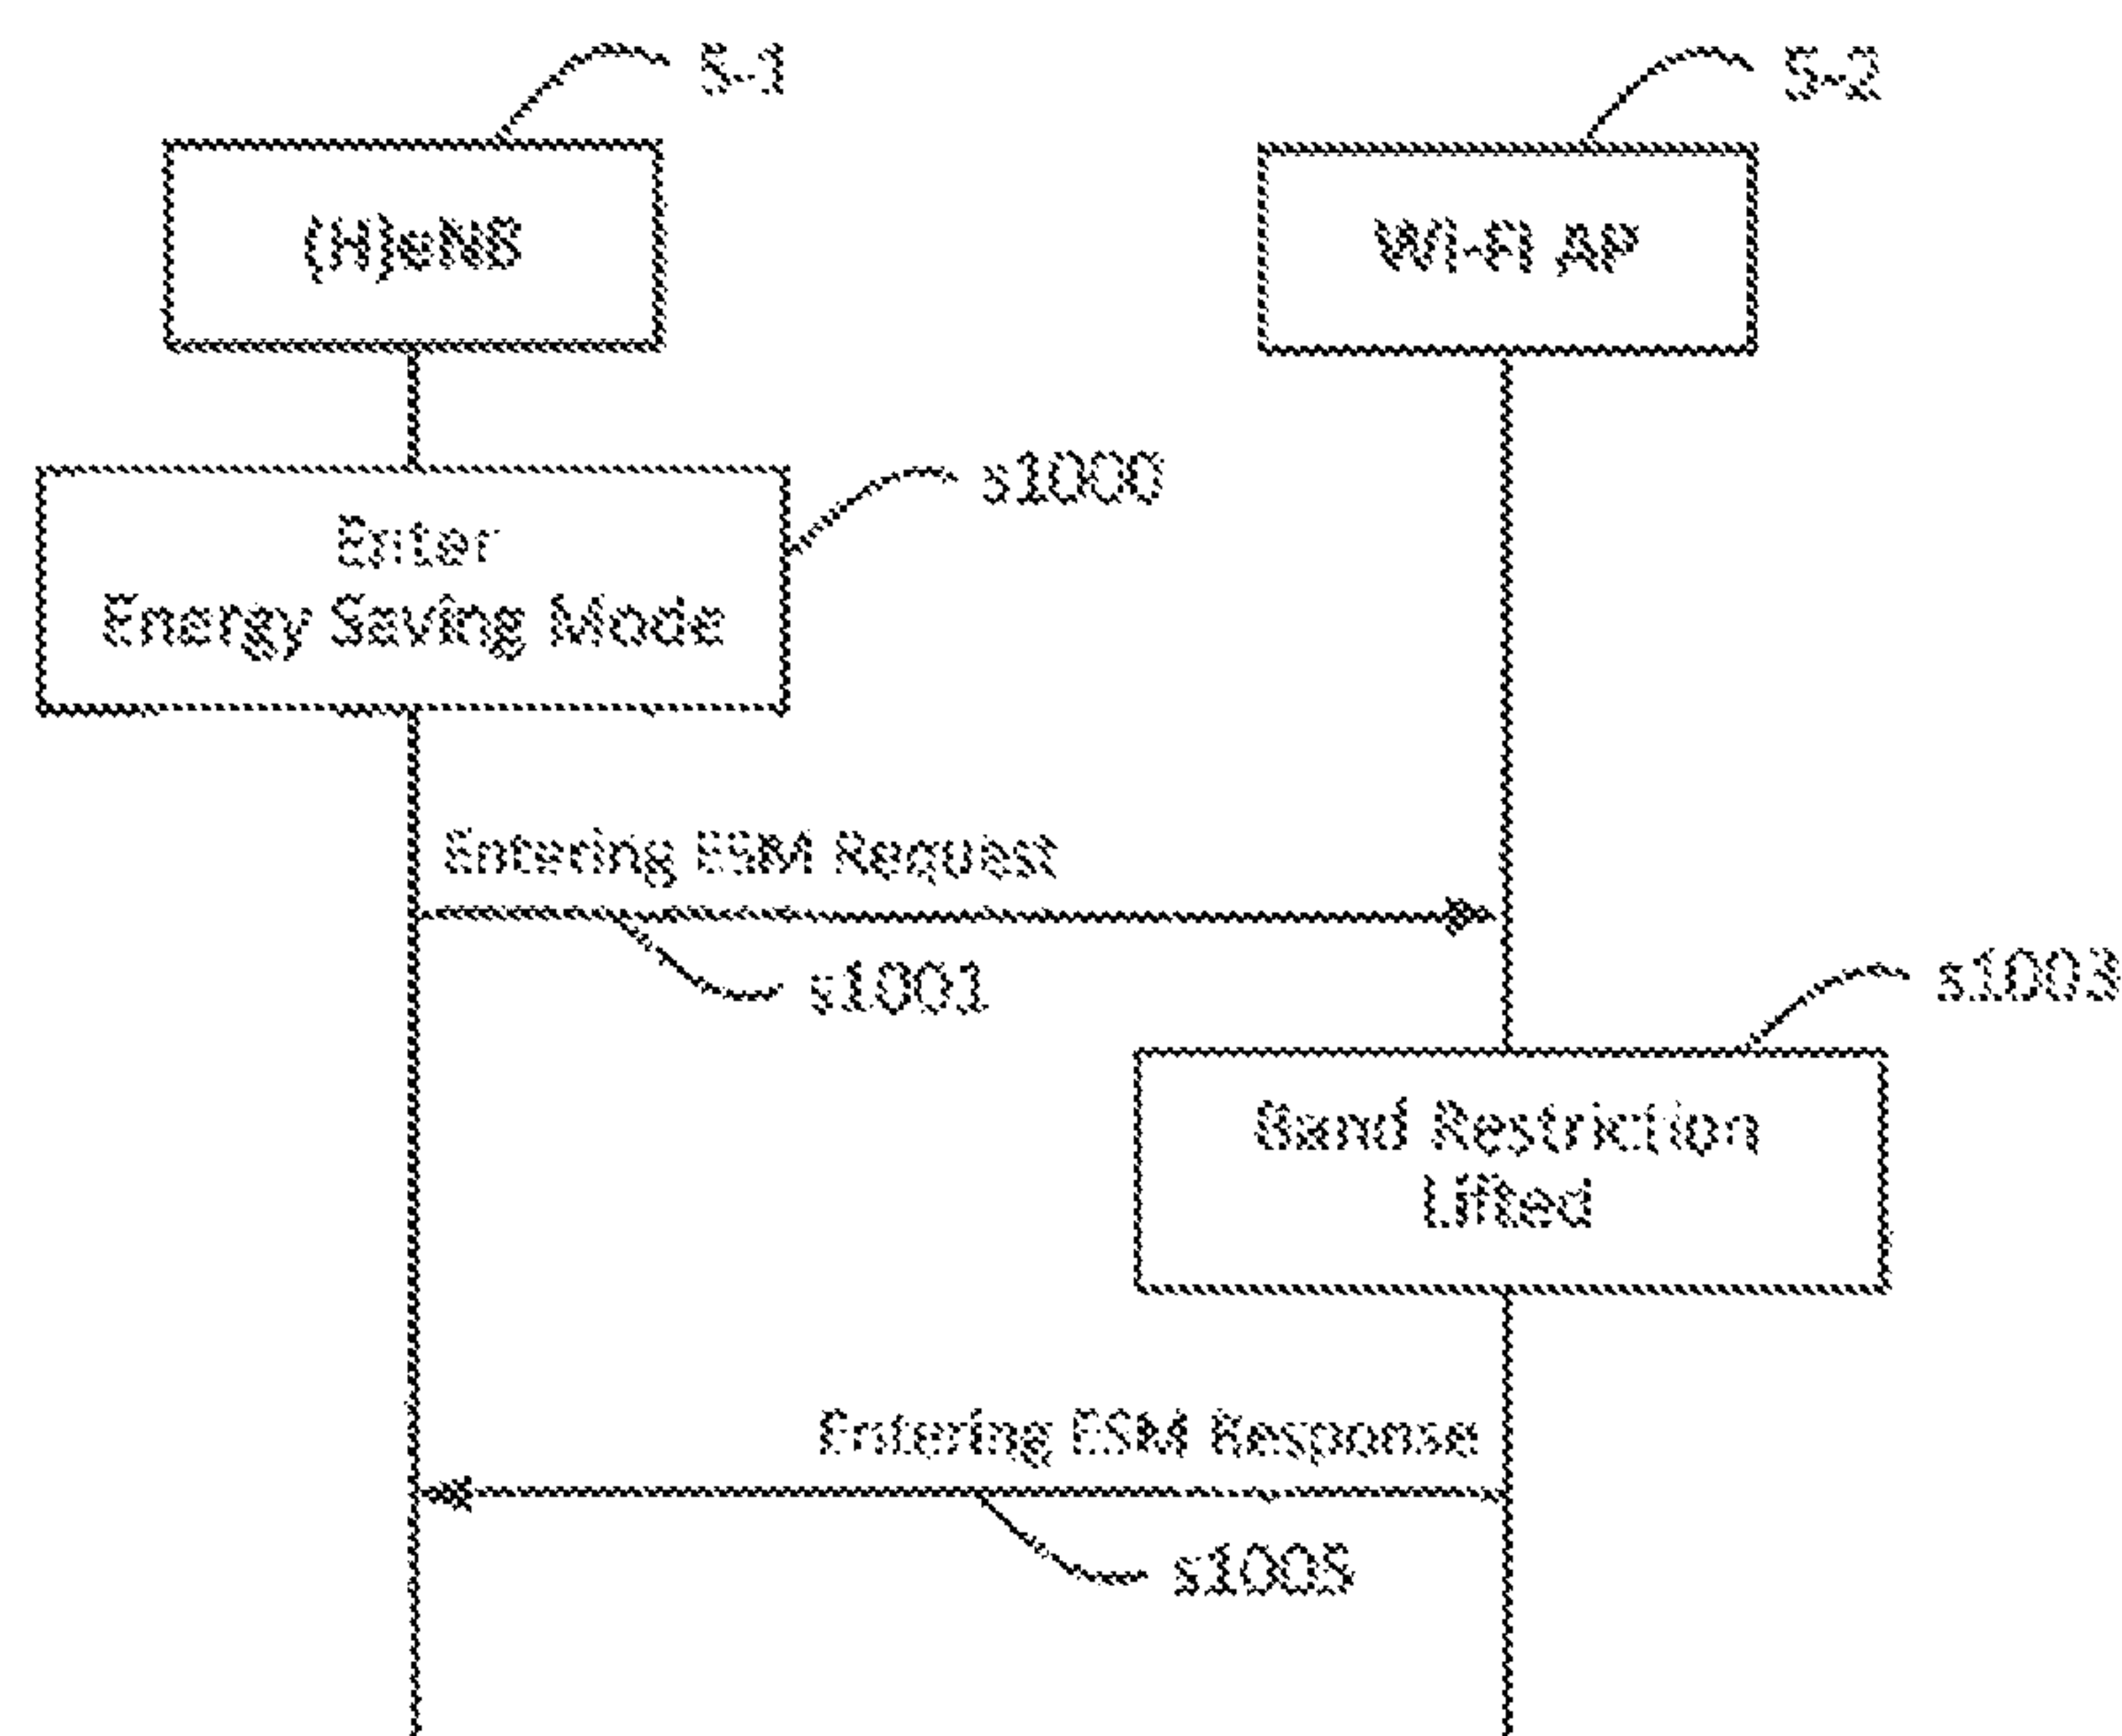 5-1
5-2
(H)eNB
Wi-Fi AP
s1000
Enter
Energy Saving Mode
Entering ESM Request
s1001
s1003
Band Restriction
Lifted
Entering ESM Response
s1005